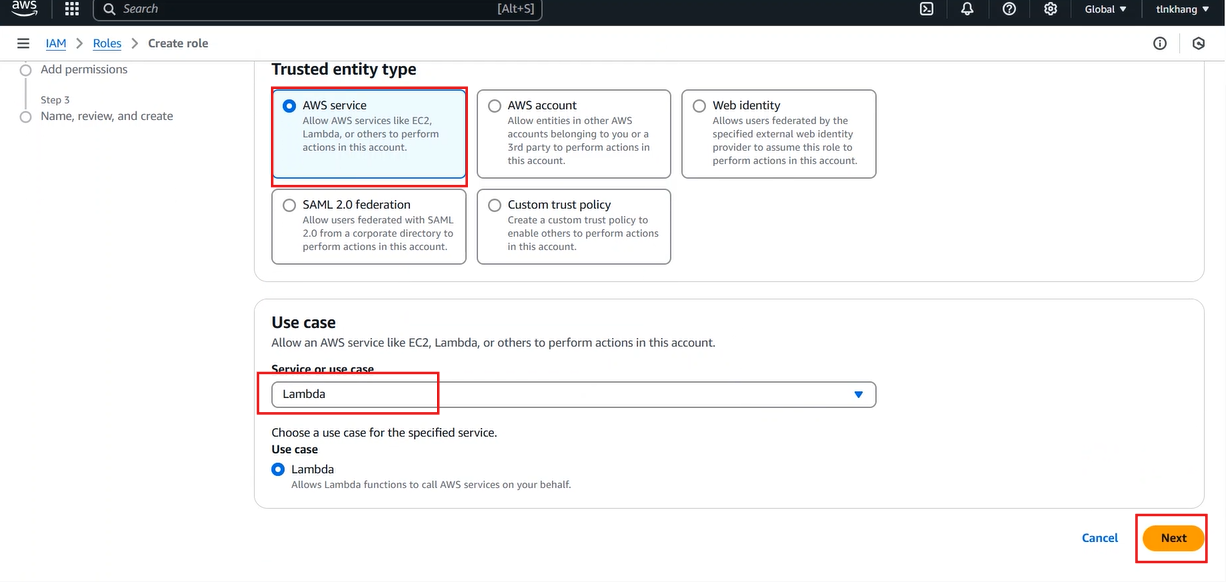 aws
Search
[Alt+S]
Global
tlnkhang
IAM
Roles
Create role
Add permissions
Step 3
Name, review, and create
Trusted entity type
AWS service
Allow AWS services like EC2,
Lambda, or others to perform
actions in this account.
AWS account
Allow entities in other AWS
accounts belonging to you or a
3rd party to perform actions in
this account.
Web identity
Allows users federated by the
specified external web identity
provider to assume this role to
perform actions in this account.
SAML 2.0 federation
Allow users federated with SAML
2.0 from a corporate directory to
perform actions in this account.
Custom trust policy
Create a custom trust policy to
enable others to perform actions
in this account.
Use case
Allow an AWS service like EC2, Lambda, or others to perform actions in this account.
Service or use case
Lambda
Choose a use case for the specified service.
Use case
Lambda
Allows Lambda functions to call AWS services on your behalf.
Cancel
Next